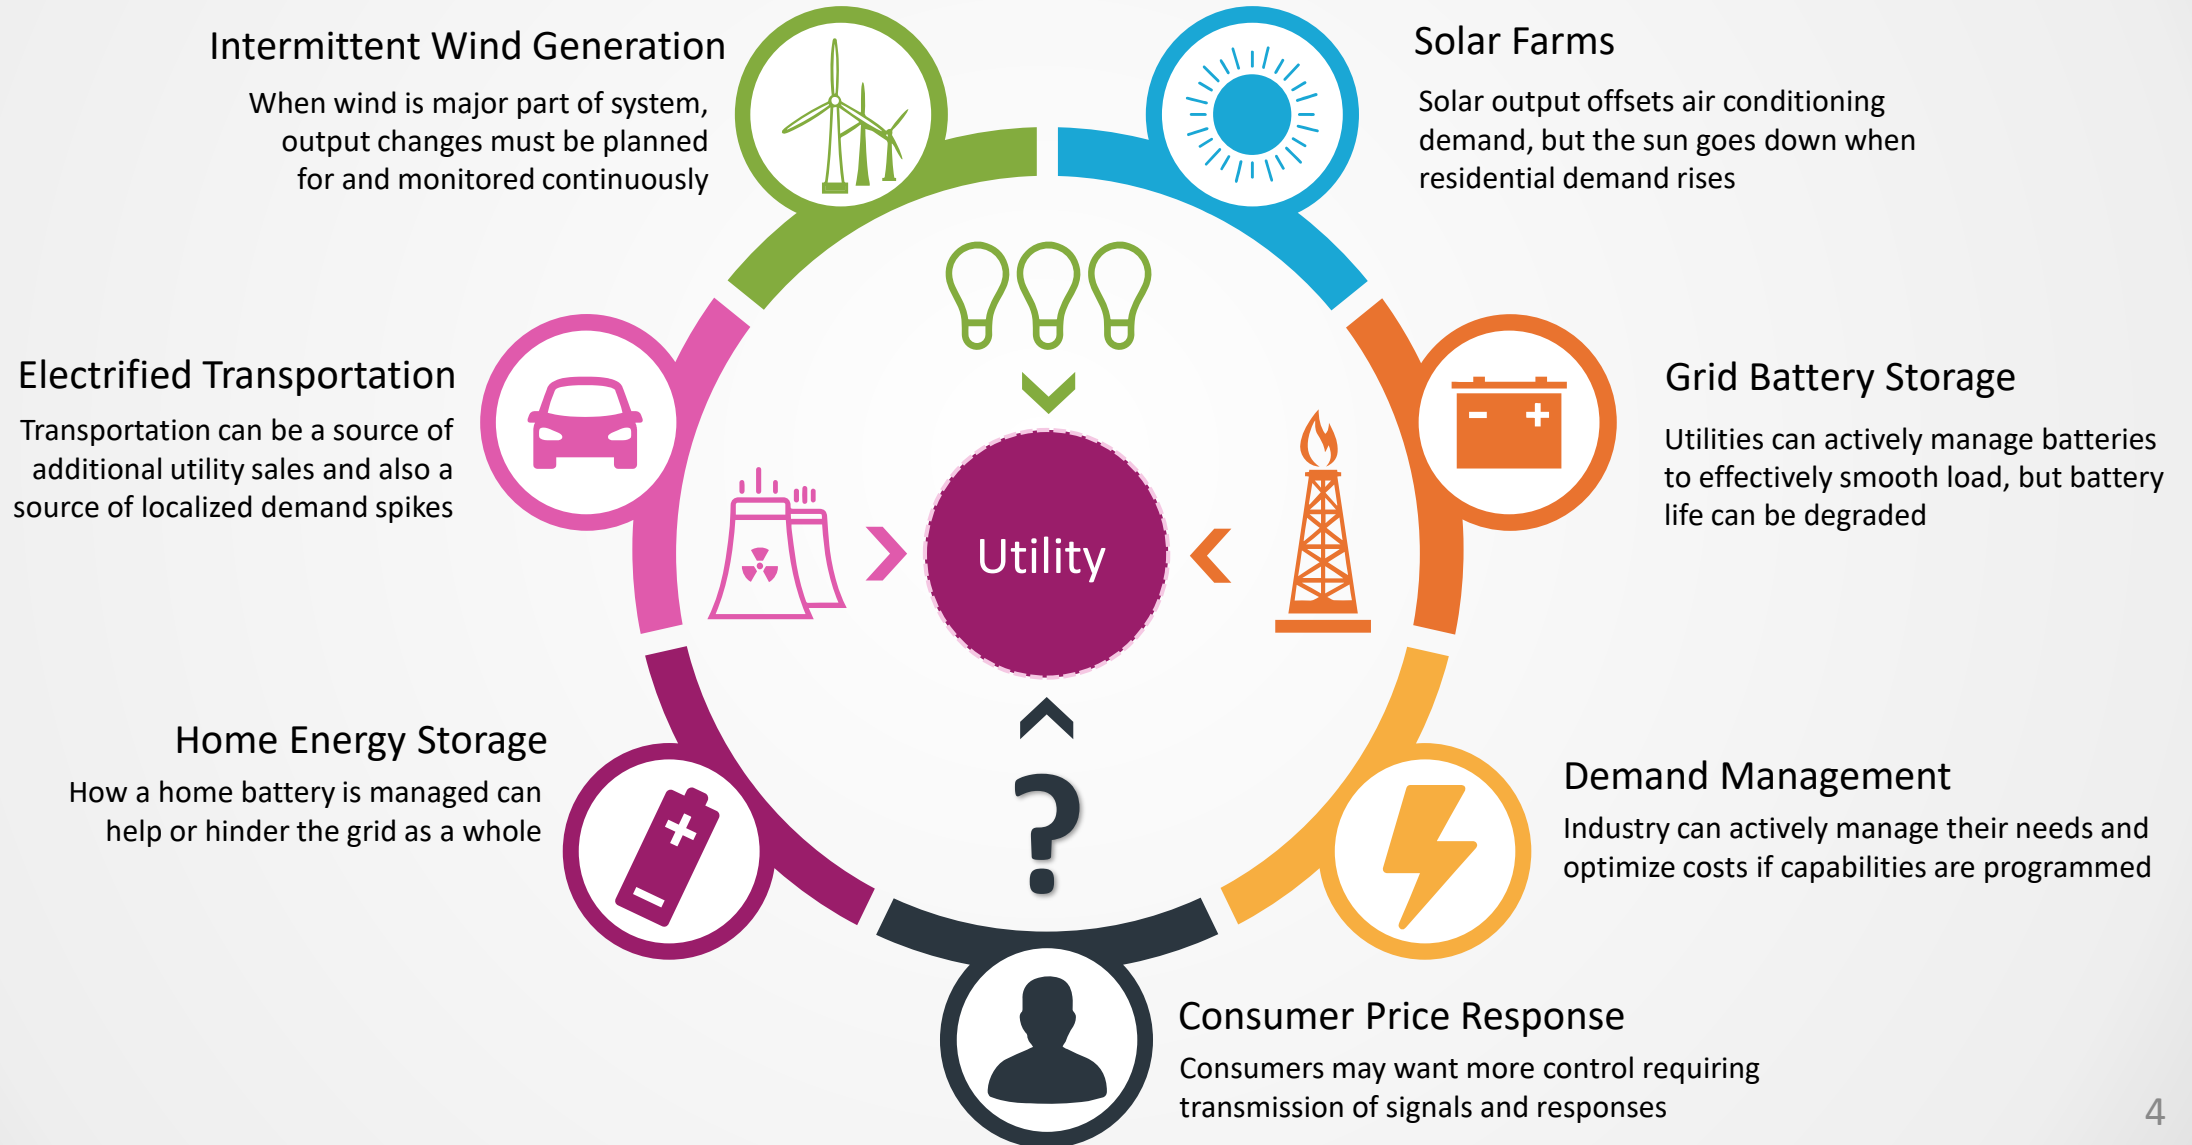 Intermittent Wind Generation
When wind is major part of system,
output changes must be planned
for and monitored continuously
Solar Farms
Solar output offsets air conditioning
demand, but the sun goes down when
residential demand rises
Electrified Transportation
Transportation can be a source of
additional utility sales and also a
source of localized demand spikes
Grid Battery Storage
Utilities can actively manage batteries
to effectively smooth load, but battery
life can be degraded
Utility
?
Home Energy Storage
How a home battery is managed can
help or hinder the grid as a whole
Demand Management
Industry can actively manage their needs and
optimize costs if capabilities are programmed
Consumer Price Response
Consumers may want more control requiring
transmission of signals and responses
4